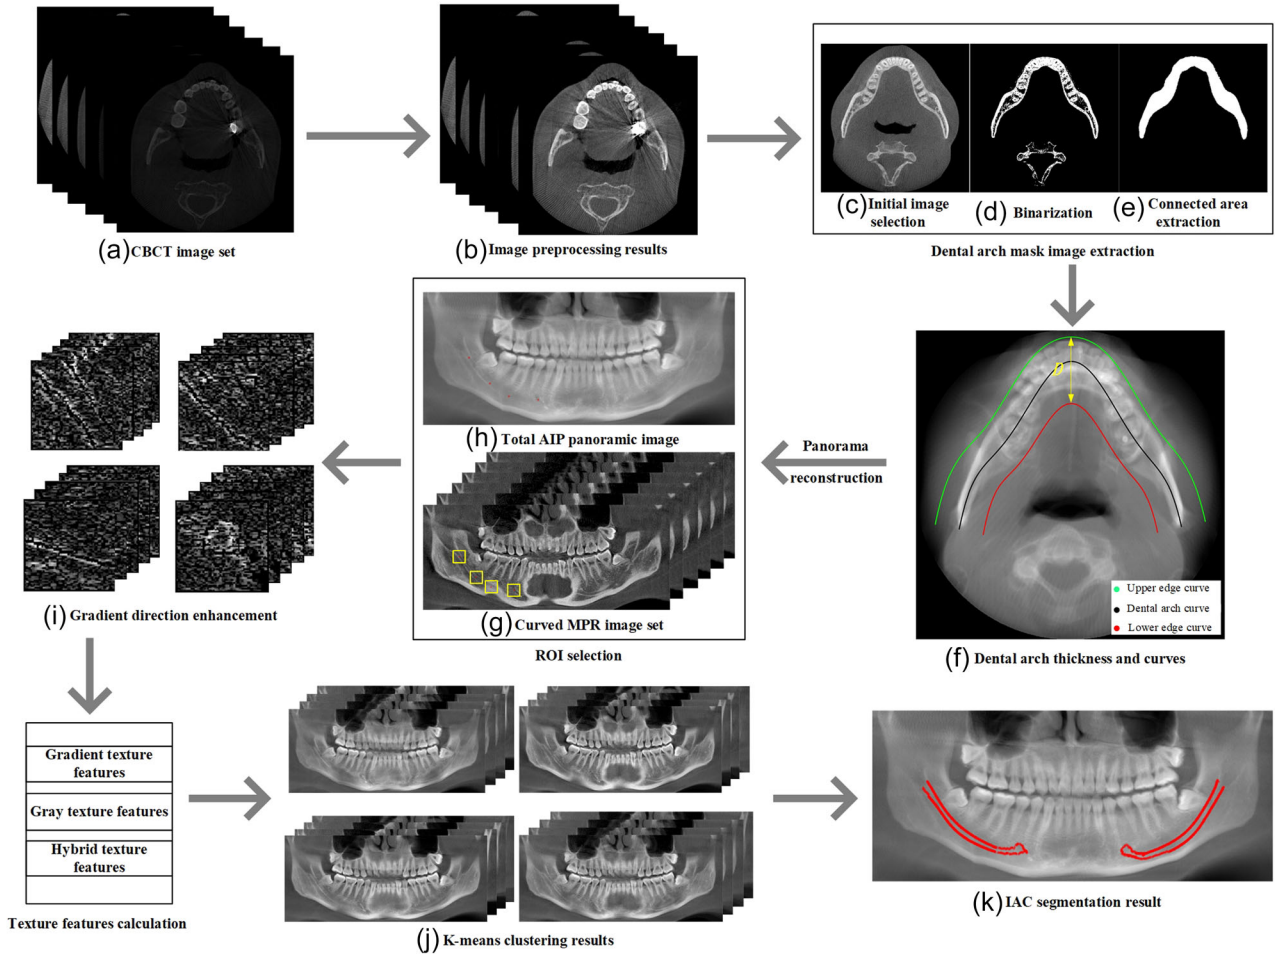 (a) CBCT image set
(b) Image preprocessing results
(c) Initial image
selection
(d) Binarization
(e) Connected area
extraction
Dental arch mask image extraction
D
Upper edge curve
Dental arch curve
Lower edge curve
(f) Dental arch thickness and curves
Panorama
reconstruction
(h) Total AIP panoramic image
(g) Curved MPR image set
ROI selection
(i) Gradient direction enhancement
Gradient texture
features
Gray texture features
Hybrid texture
features
Texture features calculation
(j) K-means clustering results
(k) IAC segmentation result